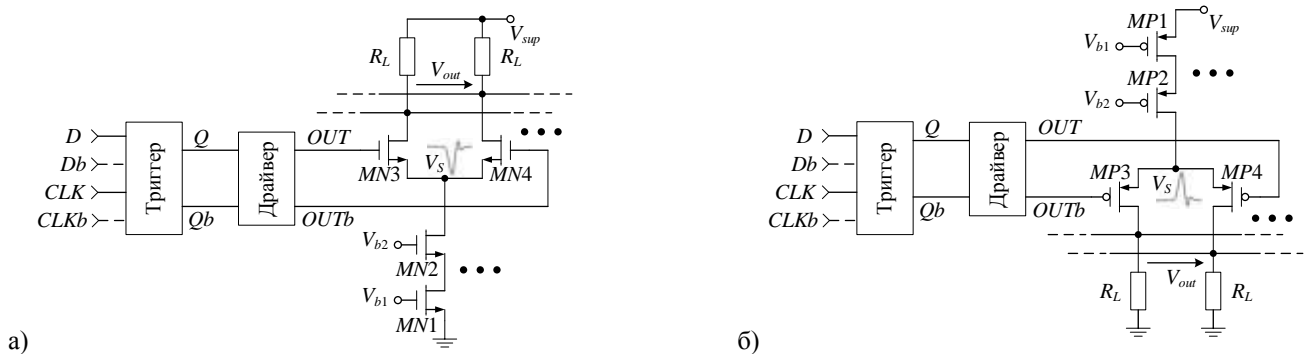 V_sup
R_L
R_L
V_out
D
Db
CLK
CLKb
Триггер
Q
Qb
Драйвер
OUT
OUTb
MN3
V_S
MN4
V_b2
MN2
V_b1
MN1
а)
MP1
V_sup
V_b1
MP2
V_b2
D
Db
CLK
CLKb
Триггер
Q
Qb
Драйвер
OUT
OUTb
MP3
V_S
MP4
V_out
R_L
R_L
б)